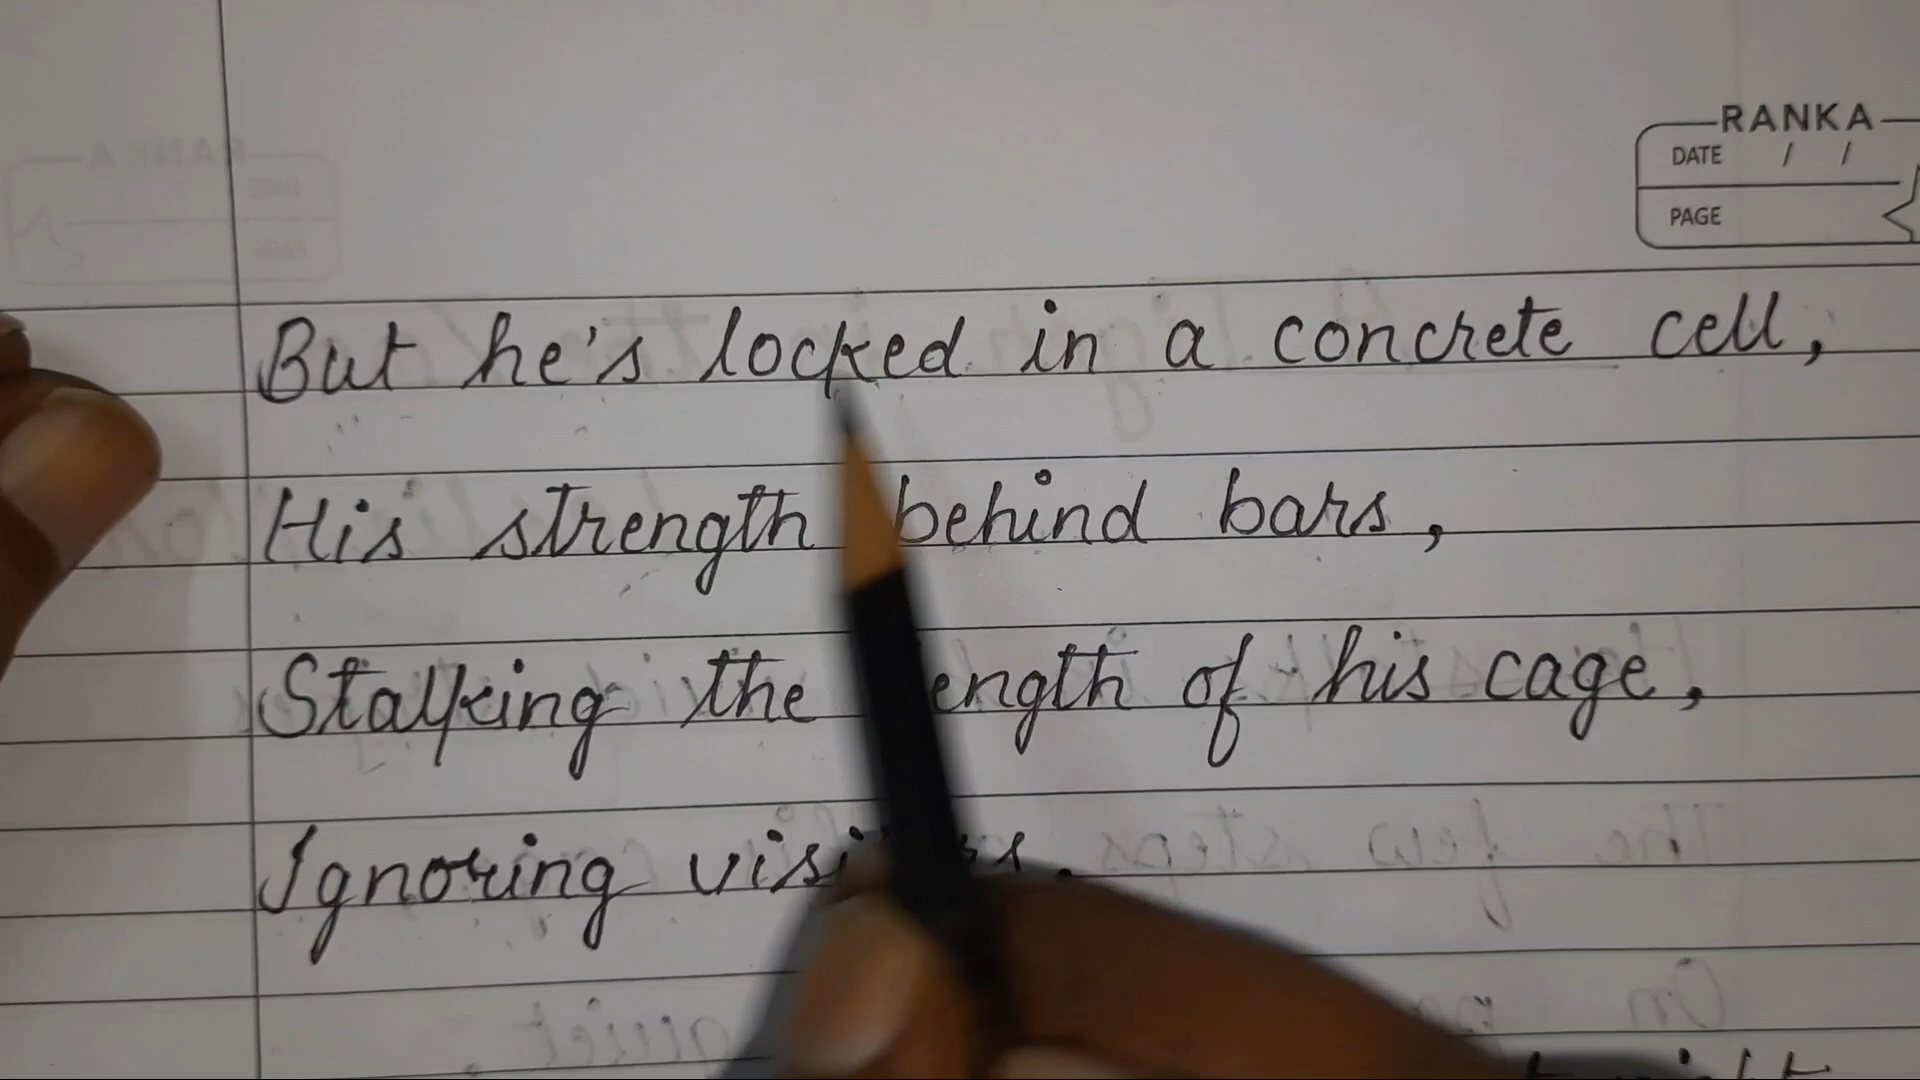 RANKA
DATE / /
PAGE
But he's locked in a concrete cell,
His strength behind bars,
Stalking the length of his cage,
Ignoring visitors.